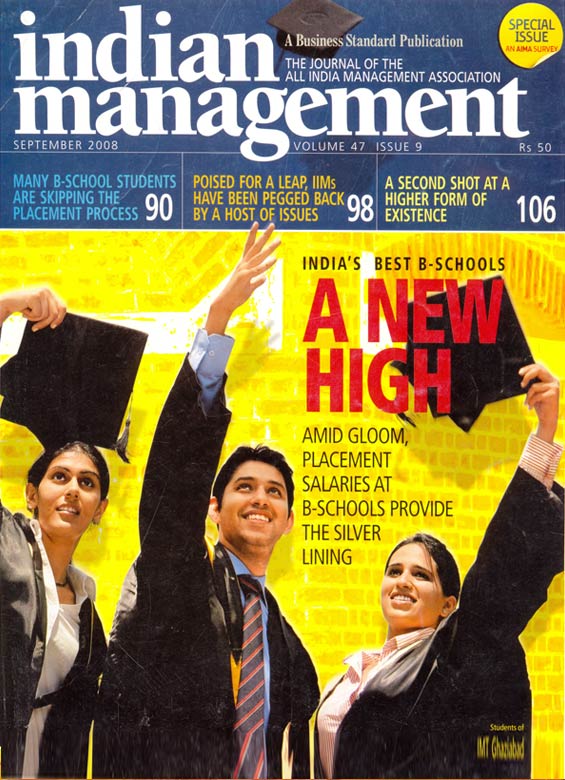 indian
A Business Standard Publication
THE JOURNAL OF THE
ALL INDIA MANAGEMENT ASSOCIATION
management
SPECIAL
ISSUE
AN AIMA SURVEY
SEPTEMBER 2008
VOLUME 47 ISSUE 9
Rs 50
MANY B-SCHOOL STUDENTS
ARE SKIPPING THE
PLACEMENT PROCESS 90
POISED FOR A LEAP, IIMs
HAVE BEEN PEGGED BACK
BY A HOST OF ISSUES 98
A SECOND SHOT AT A
HIGHER FORM OF
EXISTENCE 106
INDIA'S BEST B-SCHOOLS
A NEW
HIGH
AMID GLOOM,
PLACEMENT
SALARIES AT
B-SCHOOLS PROVIDE
THE SILVER
LINING
Students of
IMT Ghaziabad